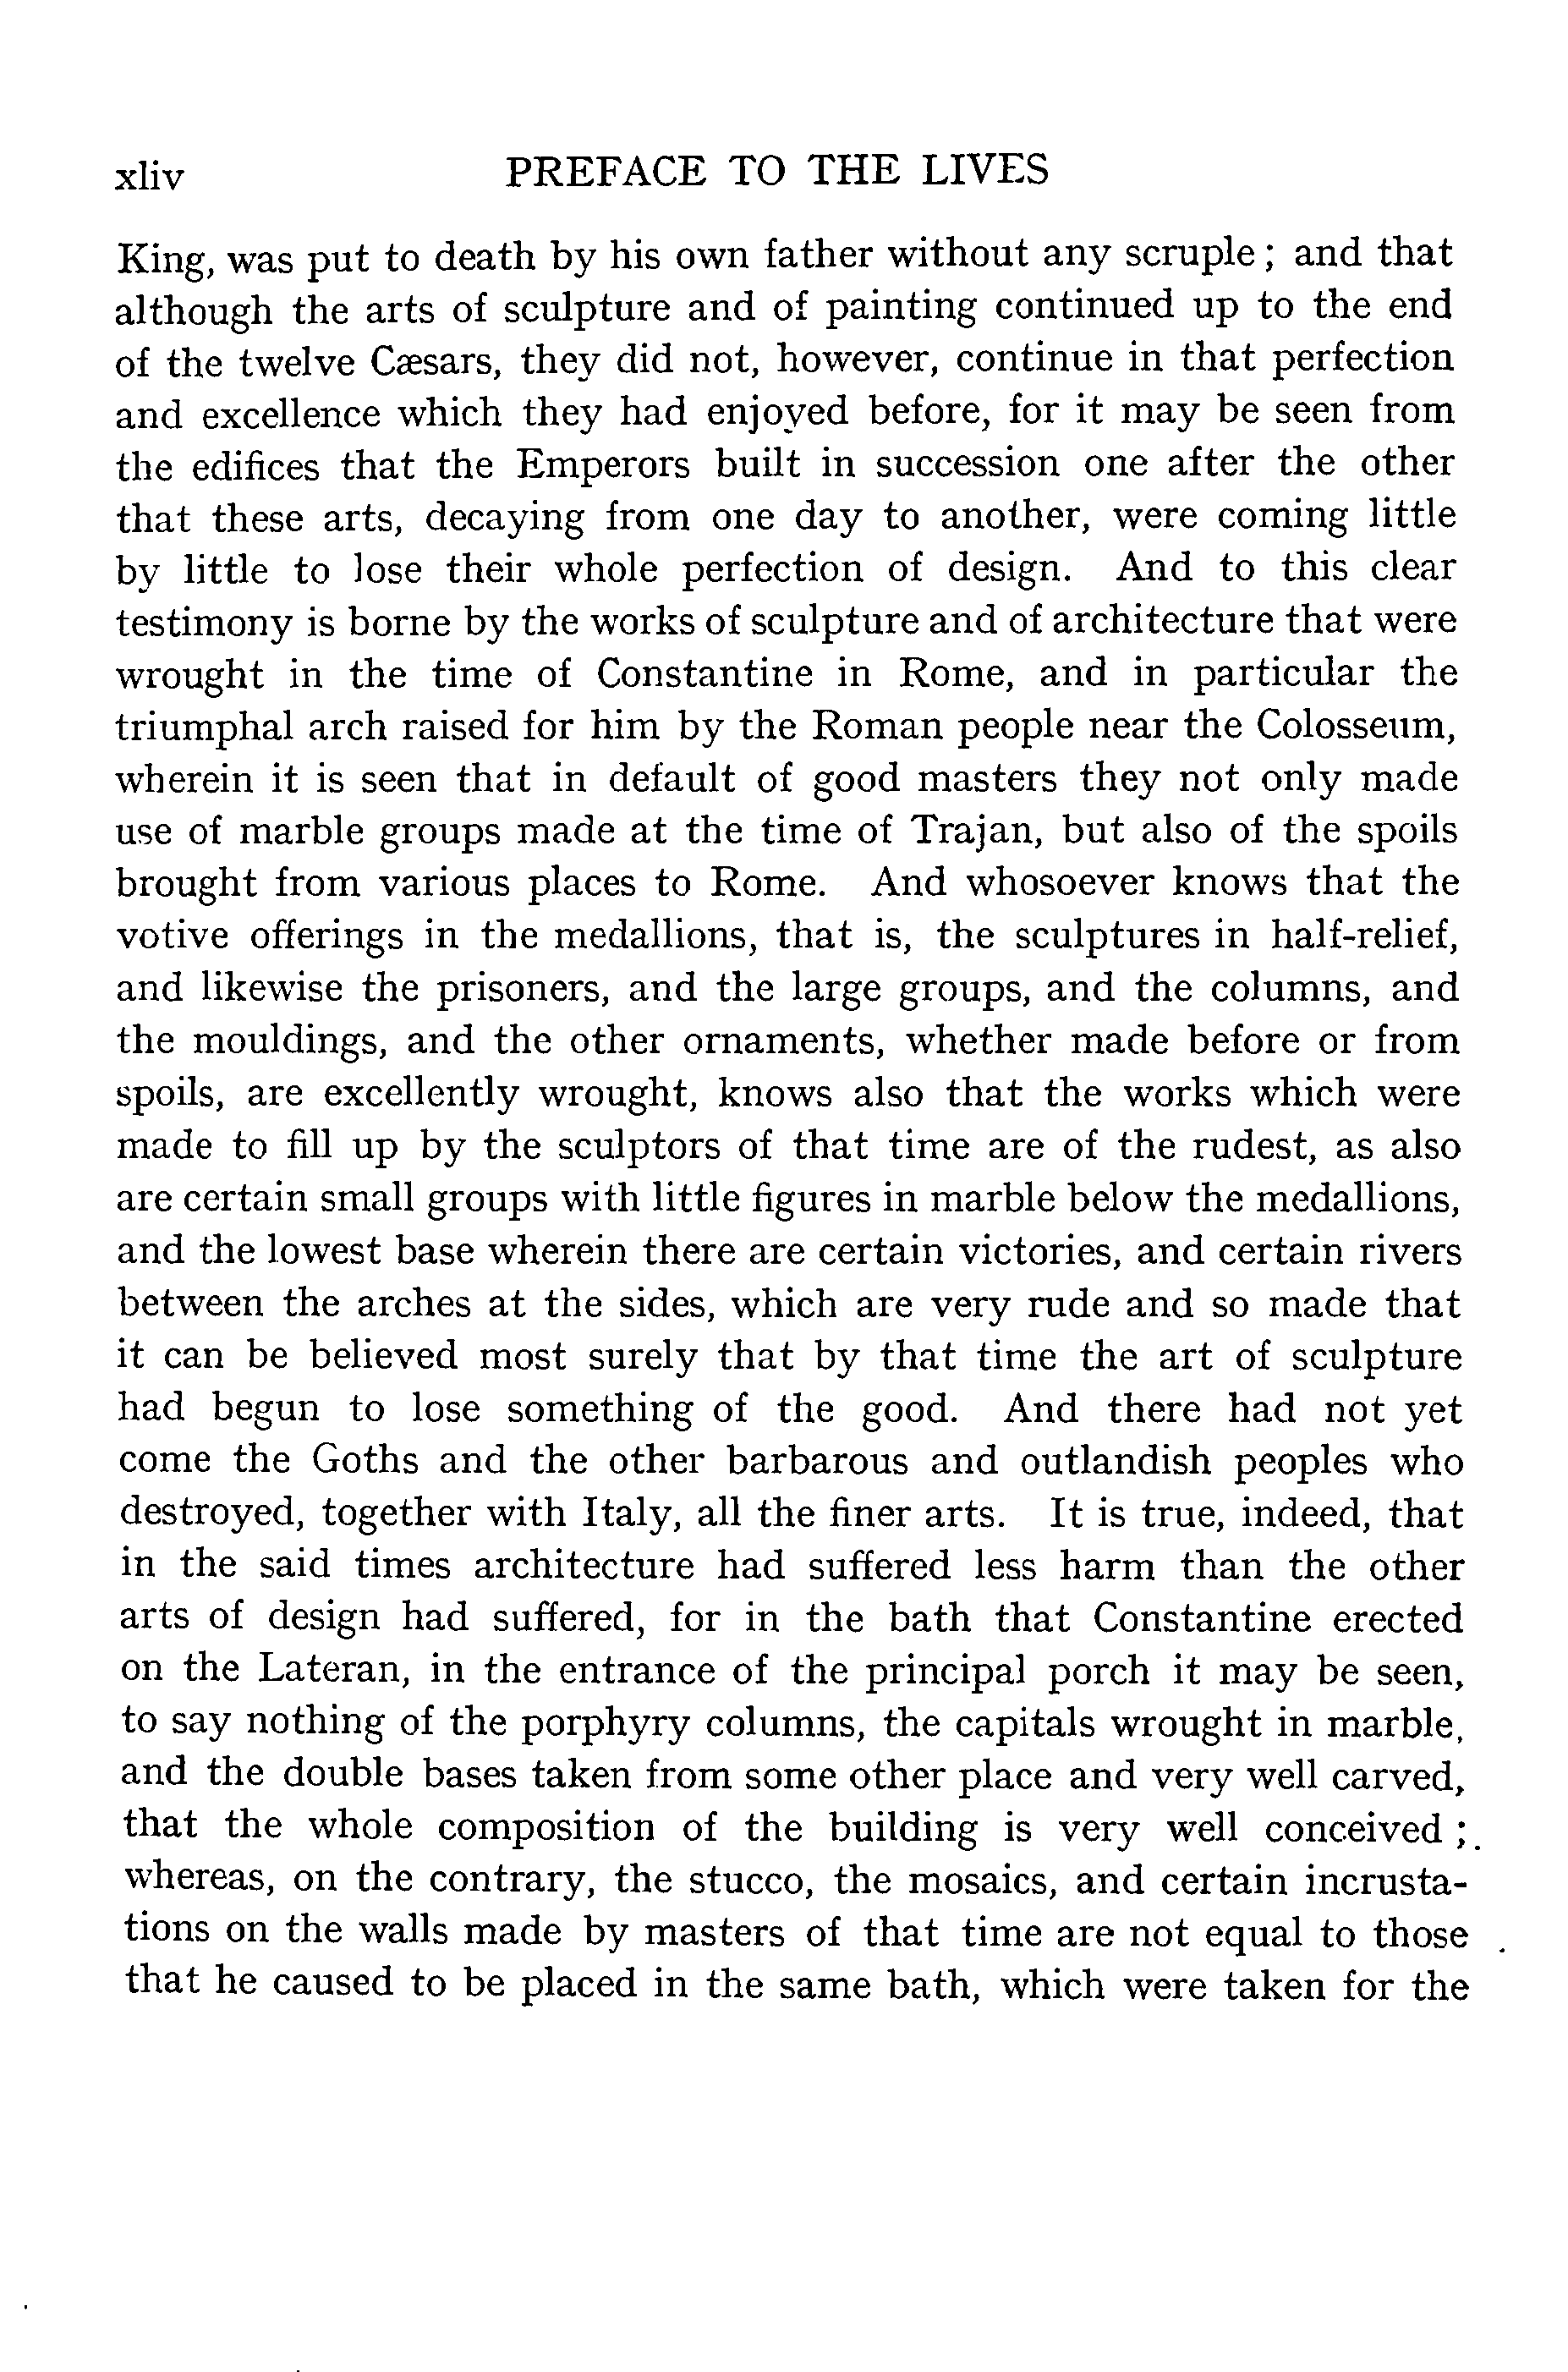 xliv PREFACE TO THE LIVES
King, was put to death by his own father without any scruple; and that
although the arts of sculpture and of painting continued up to the end
of the twelve Cæsars, they did not, however, continue in that perfection
and excellence which they had enjoyed before, for it may be seen from
the edifices that the Emperors built in succession one after the other
that these arts, decaying from one day to another, were coming little
by little to lose their whole perfection of design. And to this clear
testimony is borne by the works of sculpture and of architecture that were
wrought in the time of Constantine in Rome, and in particular the
triumphal arch raised for him by the Roman people near the Colosseum,
wherein it is seen that in default of good masters they not only made
use of marble groups made at the time of Trajan, but also of the spoils
brought from various places to Rome. And whosoever knows that the
votive offerings in the medallions, that is, the sculptures in half-relief,
and likewise the prisoners, and the large groups, and the columns, and
the mouldings, and the other ornaments, whether made before or from
spoils, are excellently wrought, knows also that the works which were
made to fill up by the sculptors of that time are of the rudest, as also
are certain small groups with little figures in marble below the medallions,
and the lowest base wherein there are certain victories, and certain rivers
between the arches at the sides, which are very rude and so made that
it can be believed most surely that by that time the art of sculpture
had begun to lose something of the good. And there had not yet
come the Goths and the other barbarous and outlandish peoples who
destroyed, together with Italy, all the finer arts. It is true, indeed, that
in the said times architecture had suffered less harm than the other
arts of design had suffered, for in the bath that Constantine erected
on the Lateran, in the entrance of the principal porch it may be seen,
to say nothing of the porphyry columns, the capitals wrought in marble,
and the double bases taken from some other place and very well carved,
that the whole composition of the building is very well conceived;
whereas, on the contrary, the stucco, the mosaics, and certain incrusta-
tions on the walls made by masters of that time are not equal to those
that he caused to be placed in the same bath, which were taken for the